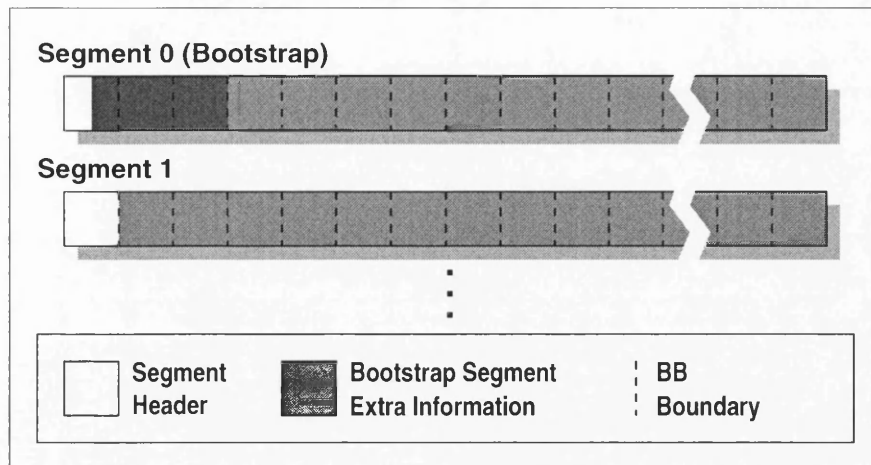 Segment 0 (Bootstrap)
Segment 1
Segment Header
Bootstrap Segment Extra Information
BB Boundary